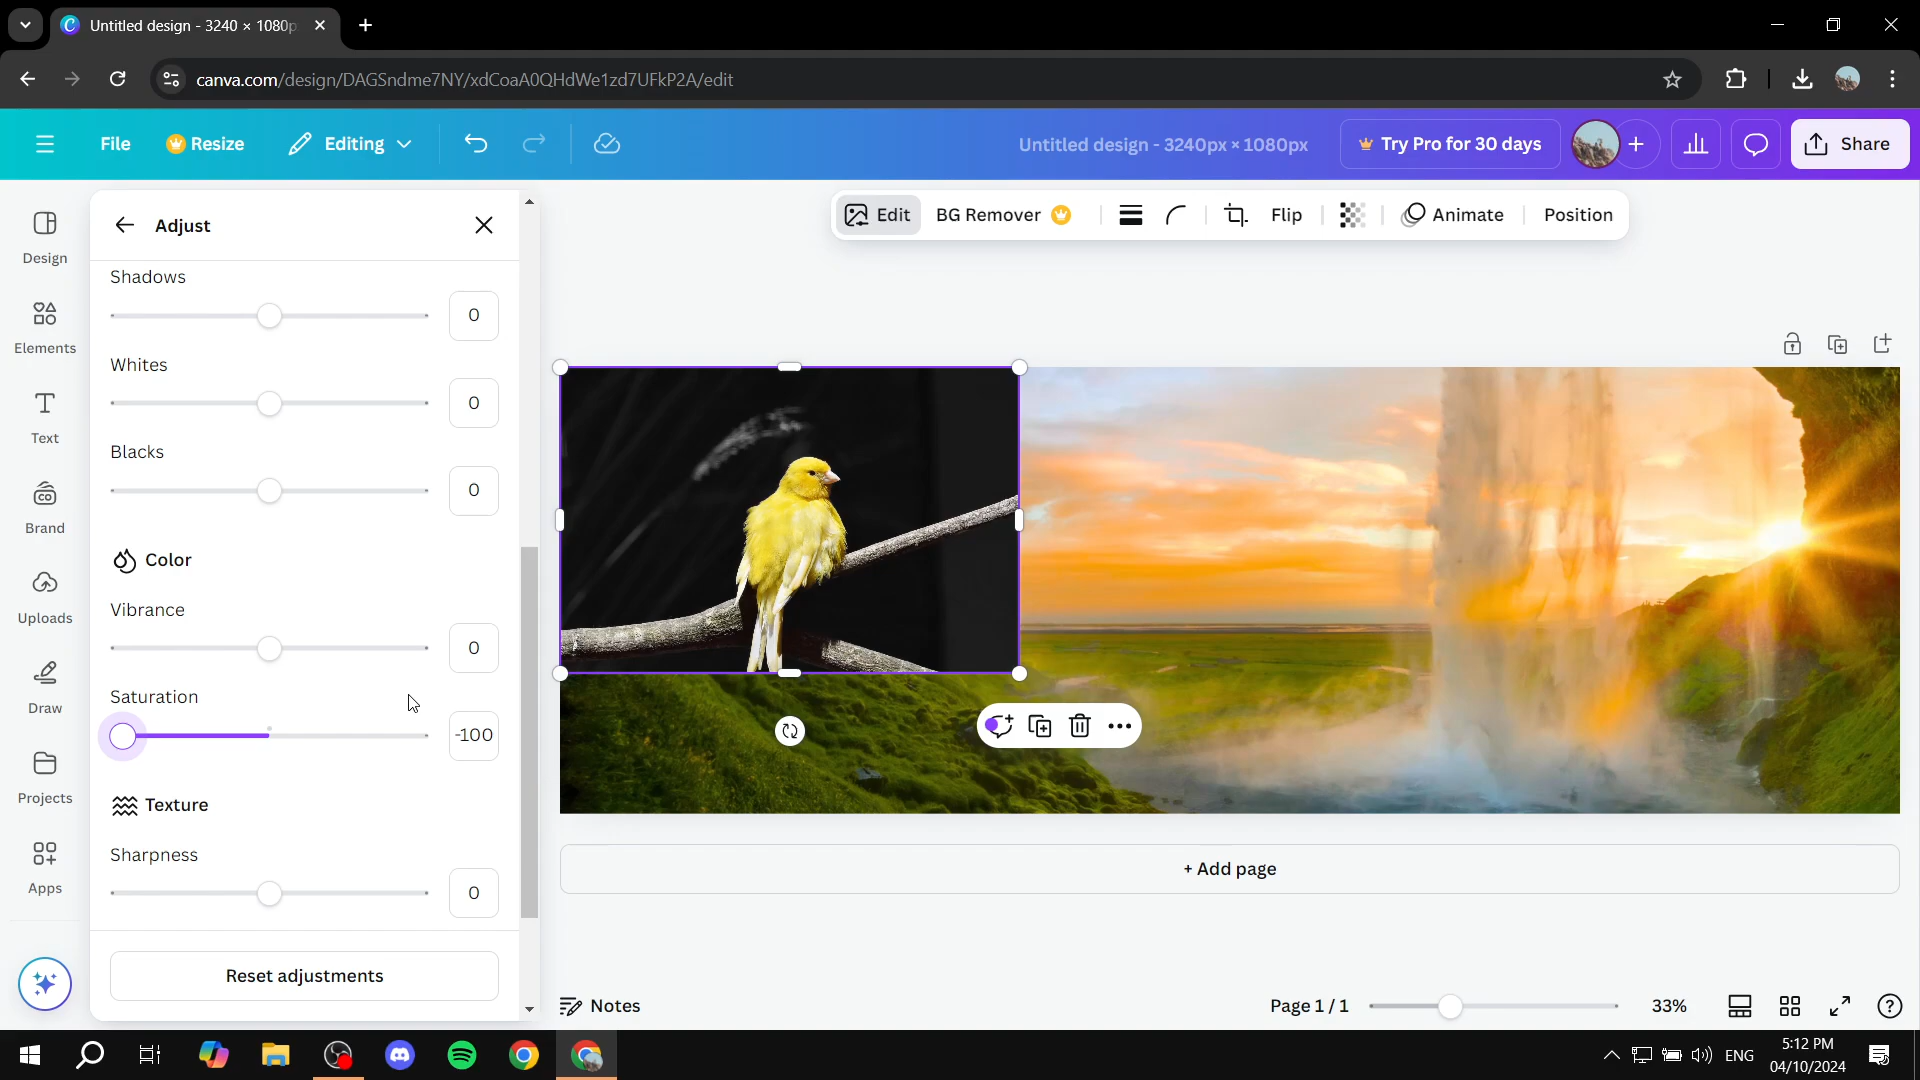 Untitled design - 3240 × 1080p
canva.com/design/DAGSndme7NY/xdCoaA0QHdWe1zd7UFkP2A/edit
File
Resize
Editing
Untitled design - 3240px × 1080px
Try Pro for 30 days
Share
Design
Elements
Text
Brand
Uploads
Draw
Projects
Apps
Adjust
Shadows
0
Whites
0
Blacks
0
Color
Vibrance
0
Saturation
-100
Texture
Sharpness
0
Reset adjustments
Edit
BG Remover
Flip
Animate
Position
+ Add page
Notes
Page 1 / 1
33%
ENG
5:12 PM
04/10/2024